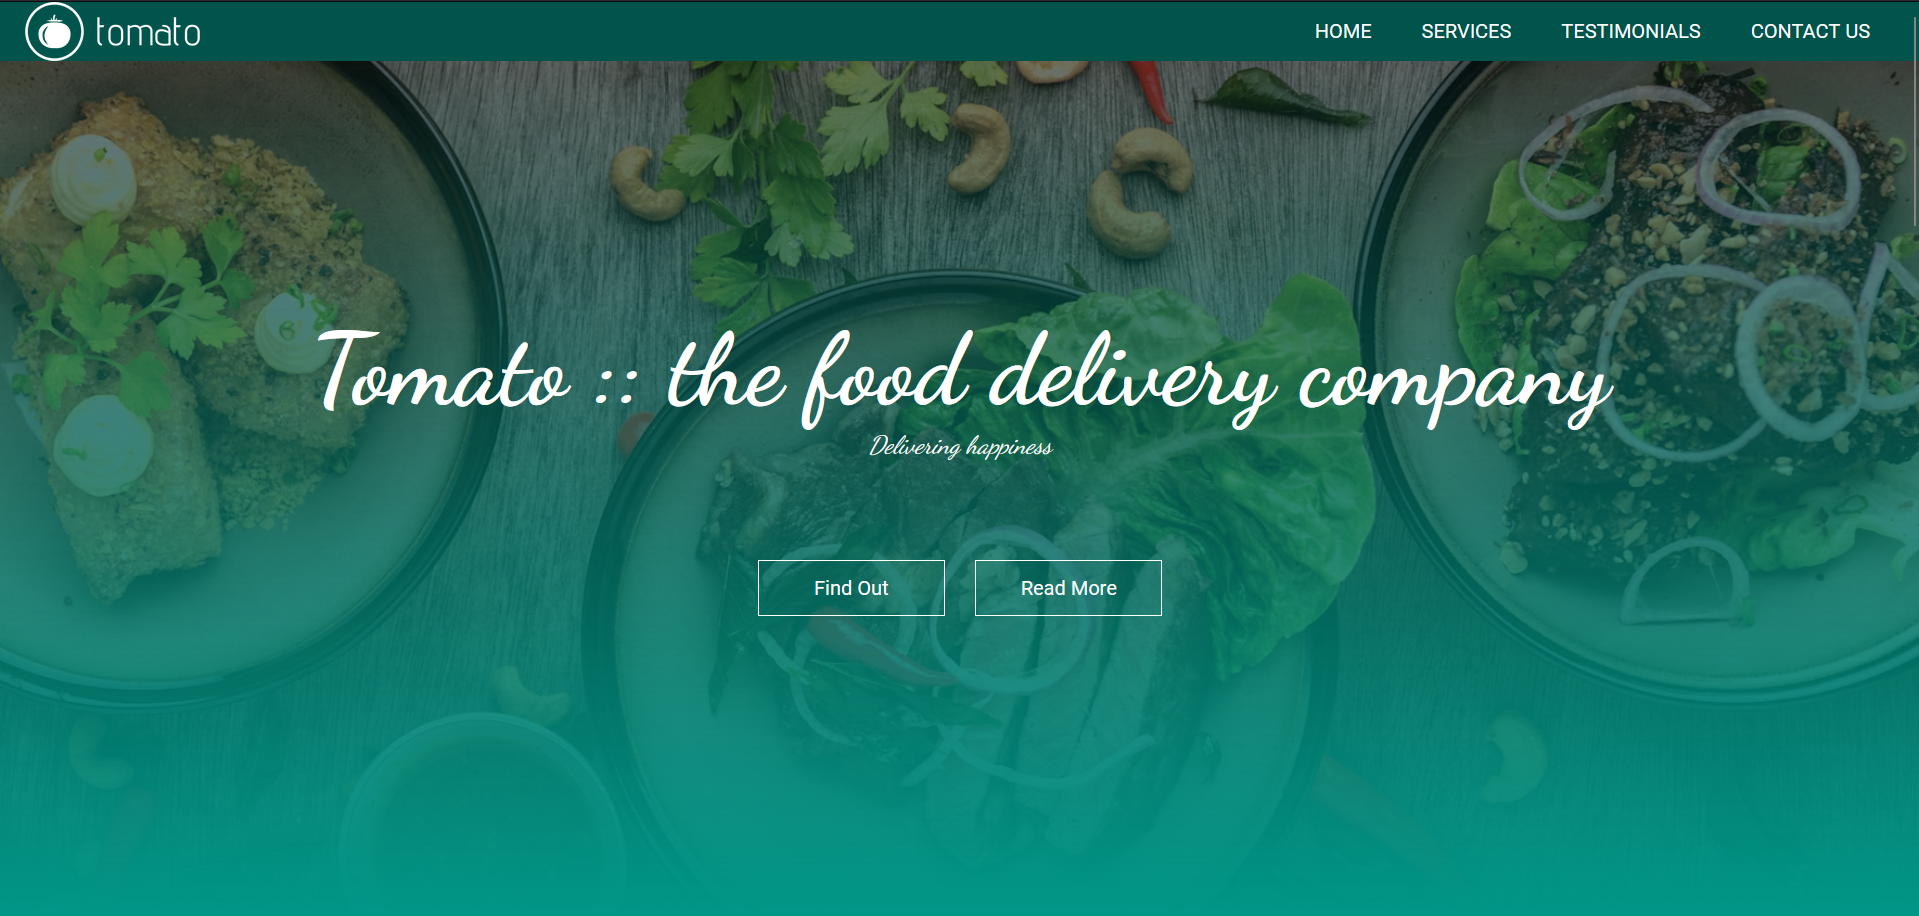 tomato
HOME SERVICES TESTIMONIALS CONTACT US
Tomato :: the food delivery company
Delivering happiness
Find Out Read More